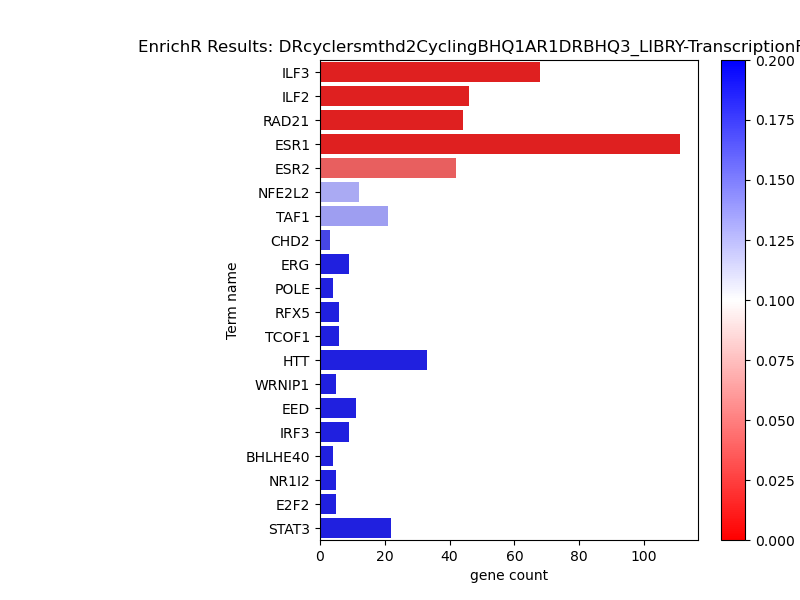 EnrichR Results: DRcyclersmthd2CyclingBHQ1AR1DRBHQ3_LIBRY-Transcription
ILF3
ILF2
RAD21
ESR1
ESR2
NFE2L2
TAF1
CHD2
ERG
POLE
RFX5
TCOF1
HTT
WRNIP1
EED
IRF3
BHLHE40
NR1I2
E2F2
STAT3
Term name
0 20 40 60 80 100
gene count
0.200
0.175
0.150
0.125
0.100
0.075
0.050
0.025
0.000